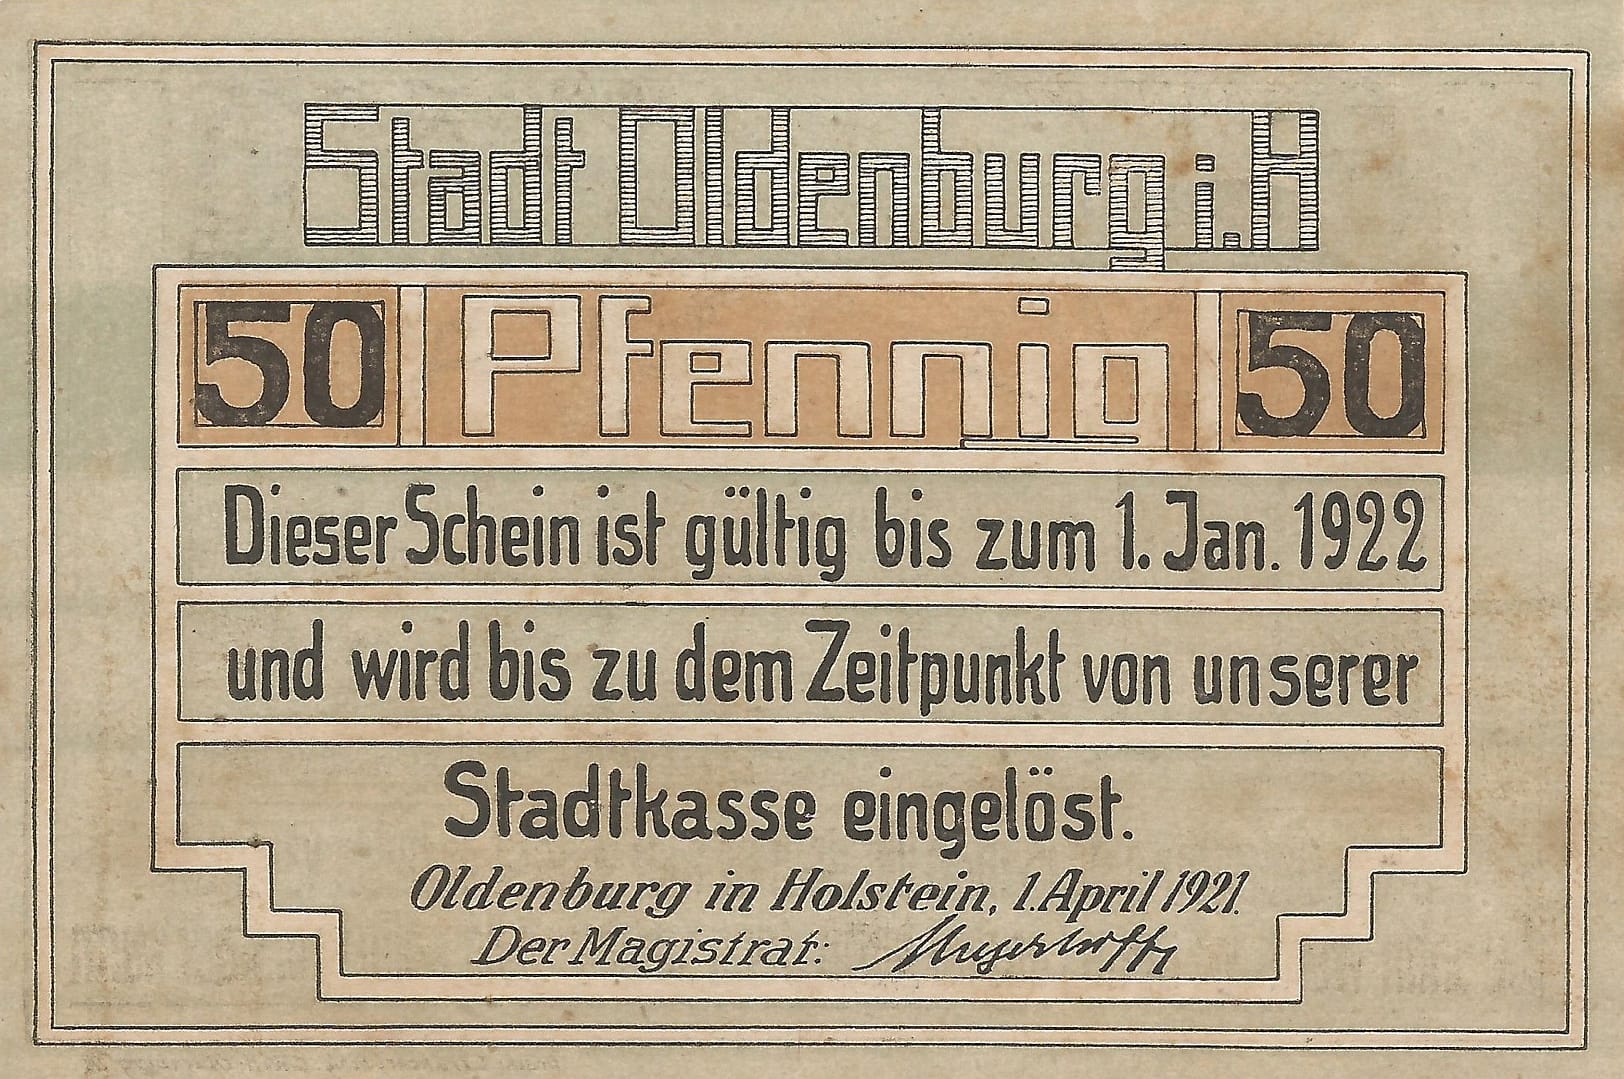 Stadt Oldenburg i.H
50 Pfennig 50
Dieser Schein ist gültig bis zum 1. Jan. 1922
und wird bis zu dem Zeitpunkt von unserer
Stadtkasse eingelöst.
Oldenburg in Holstein, 1. April 1921.
Der Magistrat: